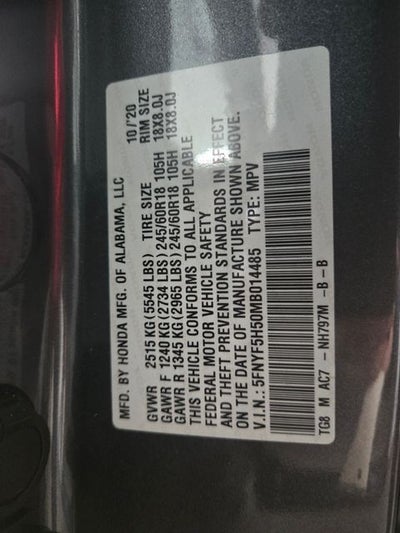 MFD. BY HONDA MFG. OF ALABAMA, LLC 10/'20
GVWR 2515 KG(5545 LBS) TIRE SIZE RIM SIZE
GAWR F 1240 KG(2734 LBS)245/60R18 105H 18X8.0J
GAWR R 1345 KG(2965 LBS)245/60R18 105H 18X8.0J
THIS VEHICLE CONFORMS TO ALL APPLICABLE
FEDERAL MOTOR VEHICLE SAFETY
AND THEFT PREVENTION STANDARDS IN EFFECT
ON THE DATE OF MANUFACTURE SHOWN ABOVE.
V.I.N.: 5FNYF5H50MB014485 TYPE: MPV
TG8 M AC7 - NH797M -B-B